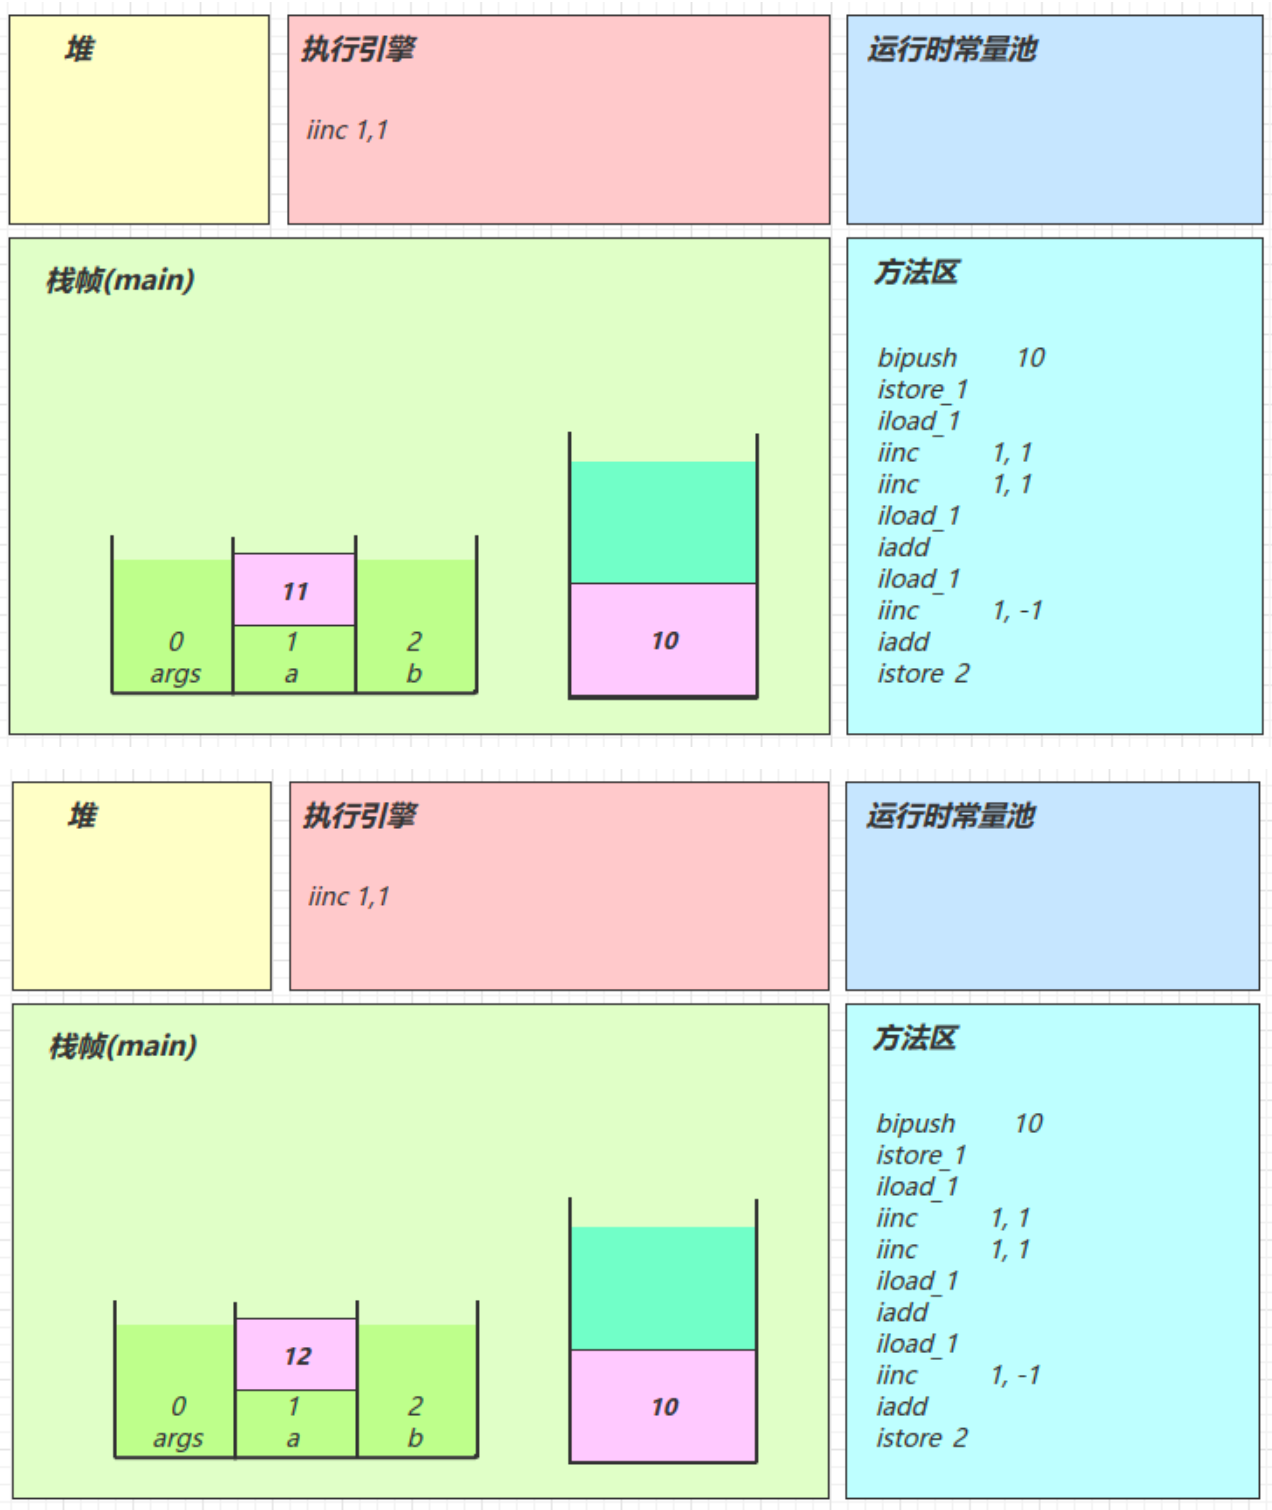 堆
执行引擎
iinc 1,1
运行时常量池
栈帧(main)
11
0 1 2
args a b
10
方法区
bipush 10
istore_1
iload_1
iinc 1, 1
iinc 1, 1
iload_1
iadd
iload_1
iinc 1, -1
iadd
istore 2
堆
执行引擎
iinc 1,1
运行时常量池
栈帧(main)
12
0 1 2
args a b
10
方法区
bipush 10
istore_1
iload_1
iinc 1, 1
iinc 1, 1
iload_1
iadd
iload_1
iinc 1, -1
iadd
istore 2